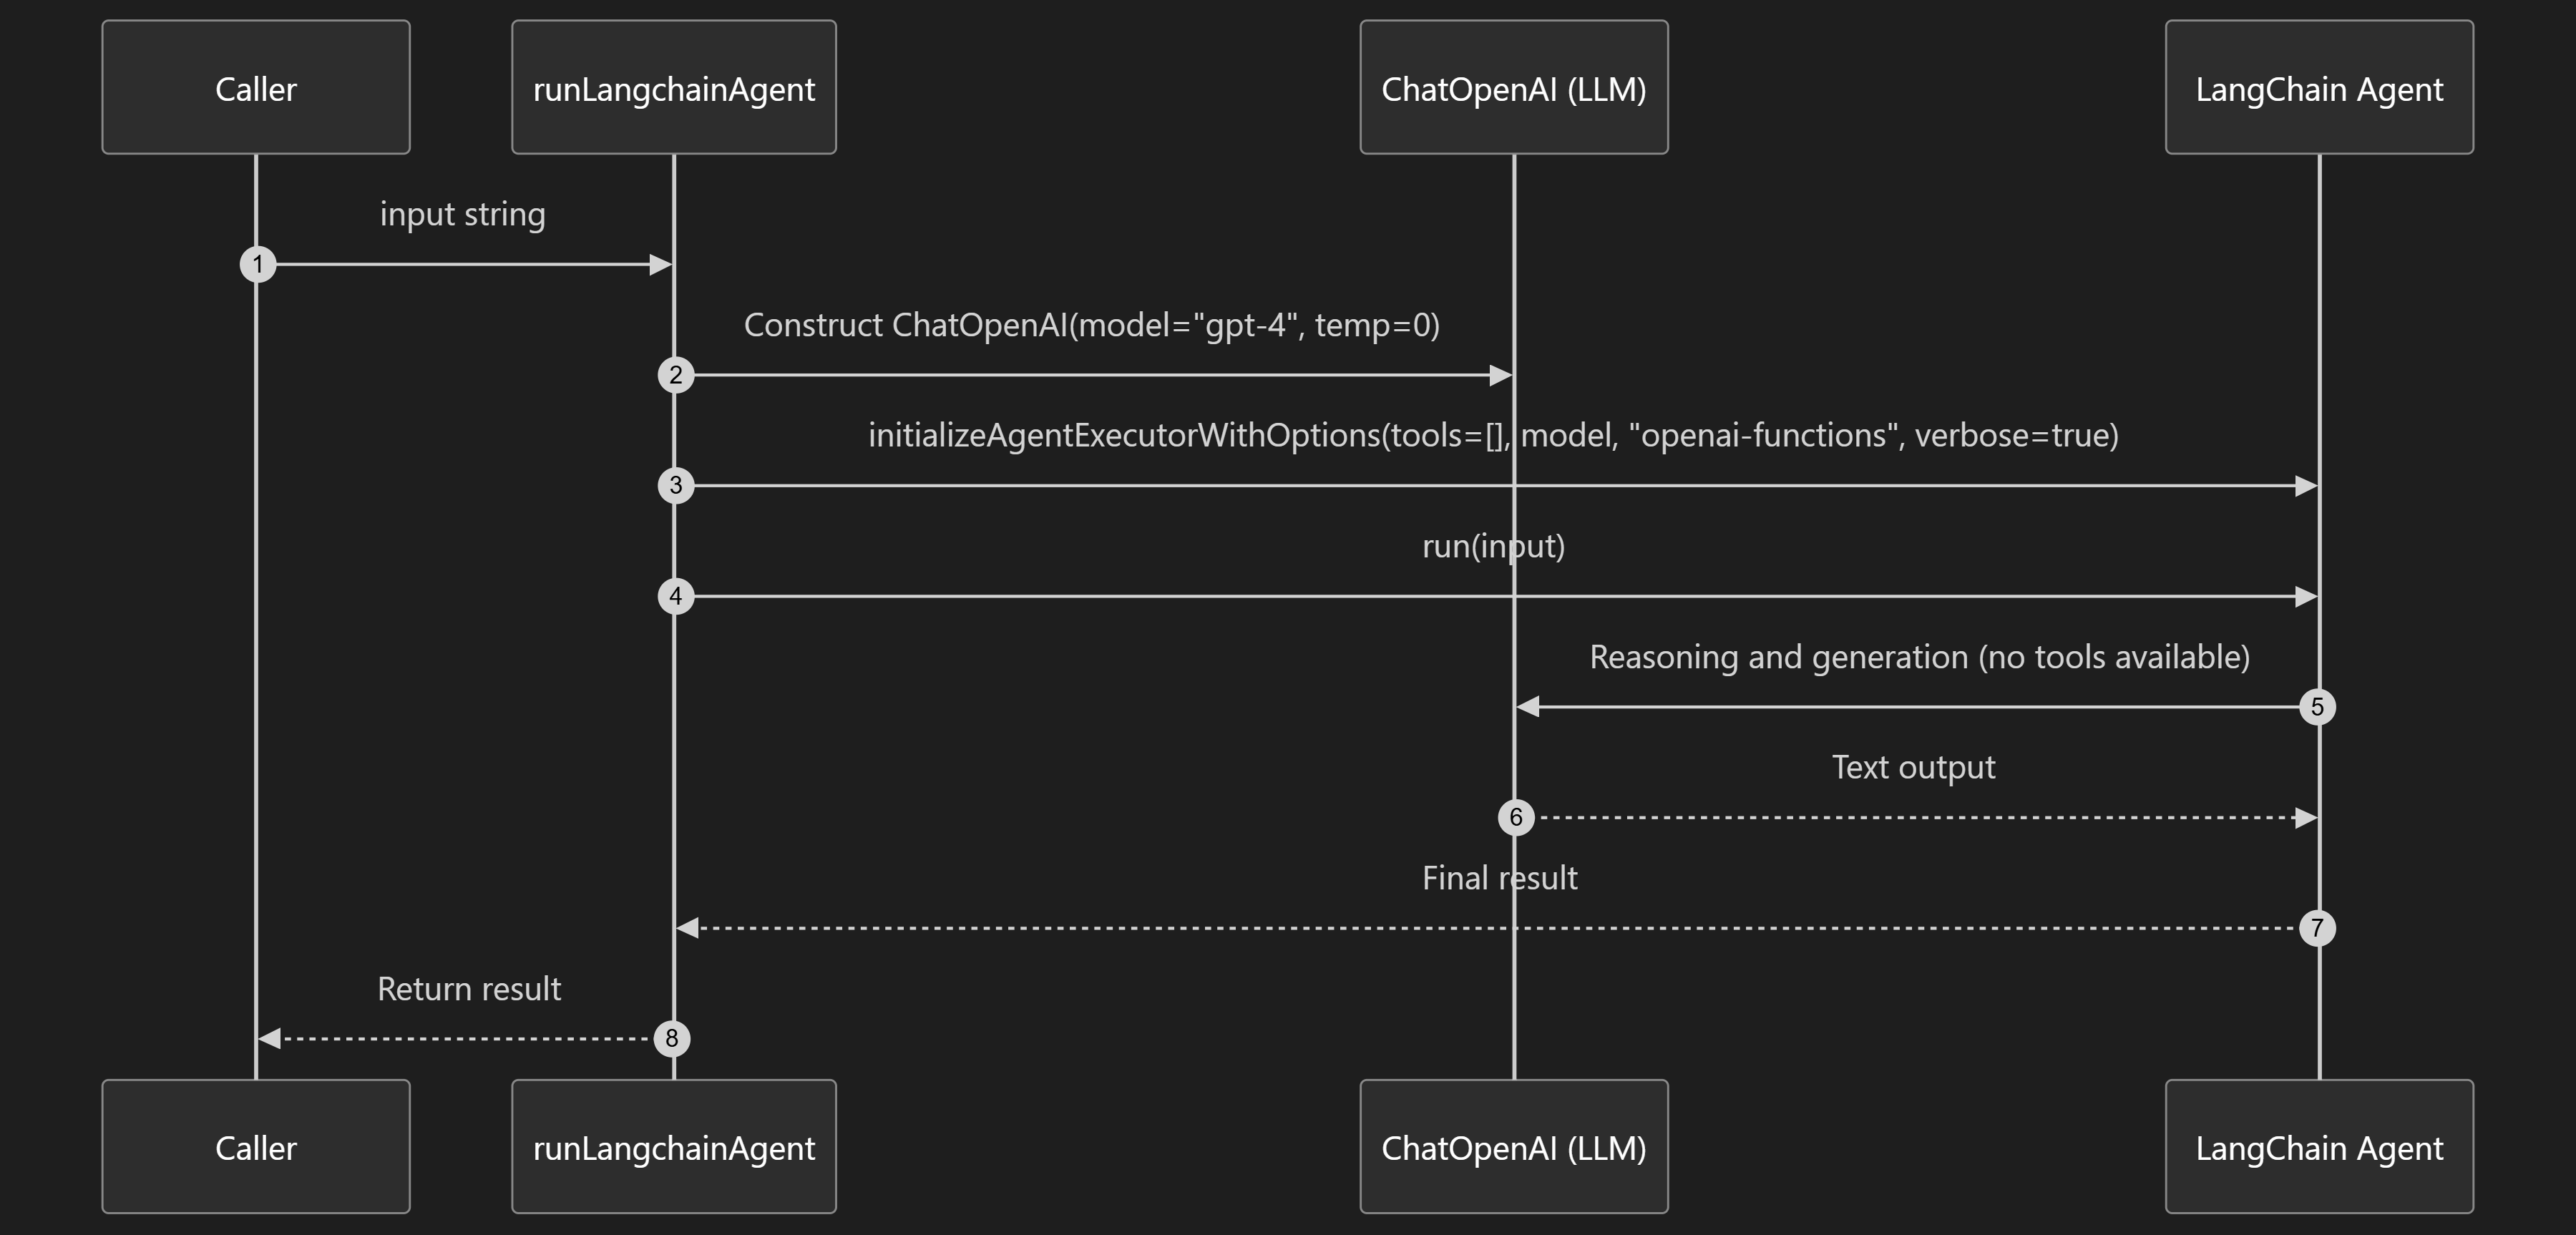 Caller
runLangchainAgent
ChatOpenAI (LLM)
LangChain Agent
input string
1
Construct ChatOpenAI(model="gpt-4", temp=0)
2
initializeAgentExecutorWithOptions(tools=[], model, "openai-functions", verbose=true)
3
run(input)
4
Reasoning and generation (no tools available)
5
Text output
6
Final result
7
Return result
8
Caller
runLangchainAgent
ChatOpenAI (LLM)
LangChain Agent